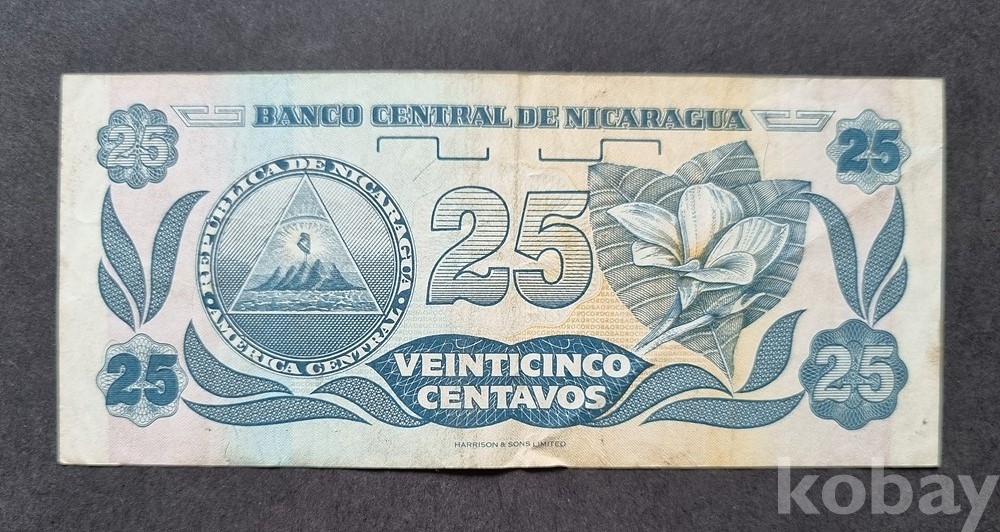 BANCO CENTRAL DE NICARAGUA
25
25
REPUBLICA DE NICARAGUA
AMERICA CENTRAL
25
25
VEINTICINCO
CENTAVOS
25
HARRISON & SONS LIMITED
kobay